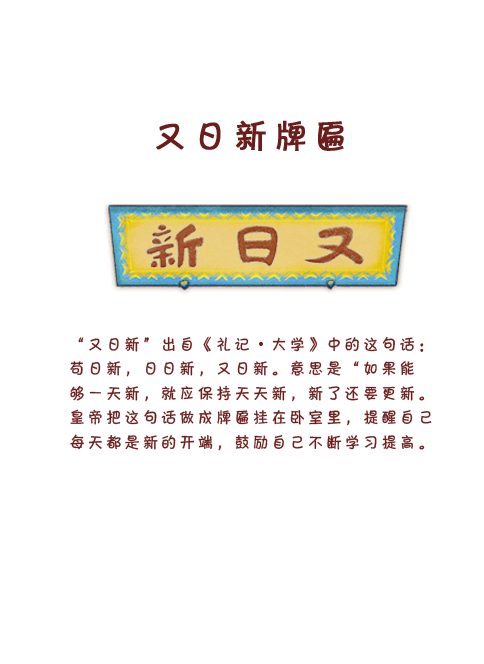 又日新牌匾
新日又
“又日新”出自《礼记·大学》中的这句话：
苟日新，日日新，又日新。意思是“如果能
够一天新，就应保持天天新，新了还要更新。
皇帝把这句话做成牌匾挂在卧室里，提醒自己
每天都是新的开端，鼓励自己不断学习提高。